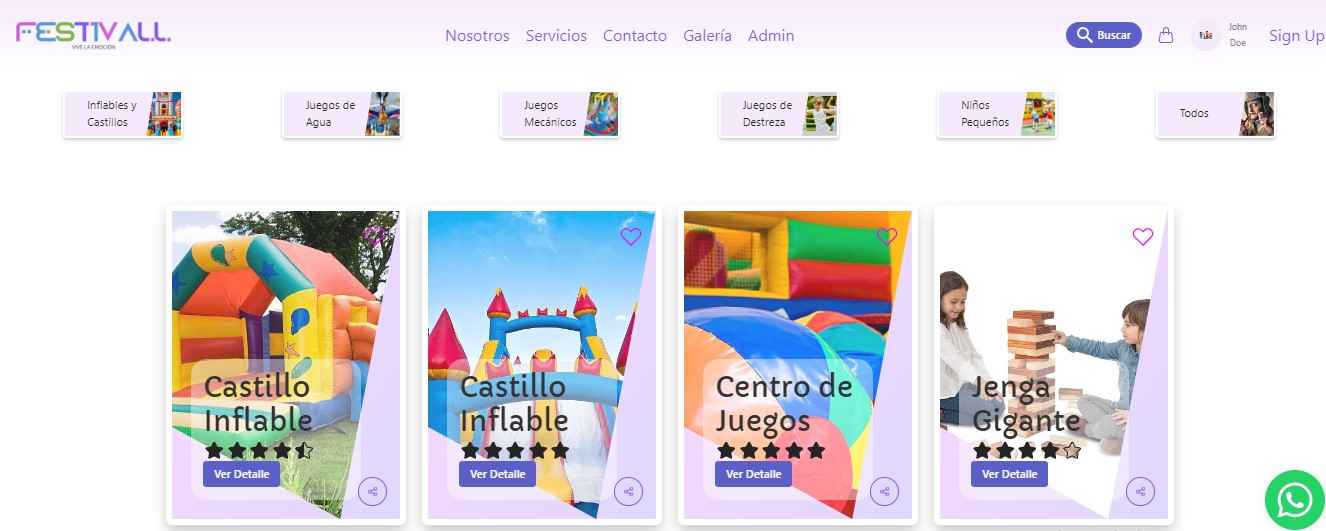 FESTIVALL.
VIVE LA EMOCIÓN
Nosotros Servicios Contacto Galería Admin
Buscar
John
Doe
Sign Up
Inflables y
Castillos
Juegos de
Agua
Juegos
Mecánicos
Juegos de
Destreza
Niños
Pequeños
Todos
Castillo
Inflable
Ver Detalle
Castillo
Inflable
Ver Detalle
Centro de
Juegos
Ver Detalle
Jenga
Gigante
Ver Detalle